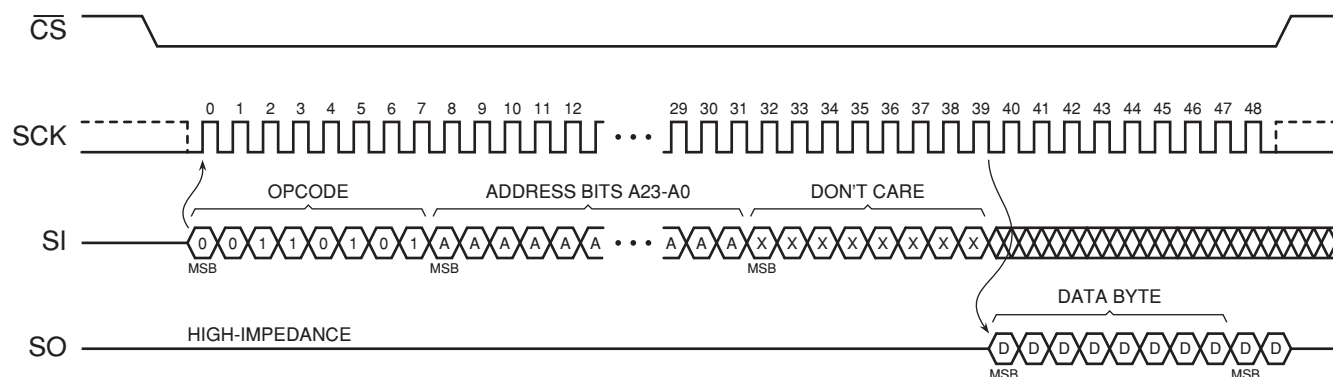 CS
SCK
0 1 2 3 4 5 6 7 8 9 10 11 12 29 30 31 32 33 34 35 36 37 38 39 40 41 42 43 44 45 46 47 48
OPCODE ADDRESS BITS A23-A0 DON'T CARE
SI 0 0 1 1 0 1 0 1 A A A A A A A A A X X X X X X X X
MSB MSB MSB
DATA BYTE
HIGH-IMPEDANCE
SO D D D D D D D D D D
MSB MSB